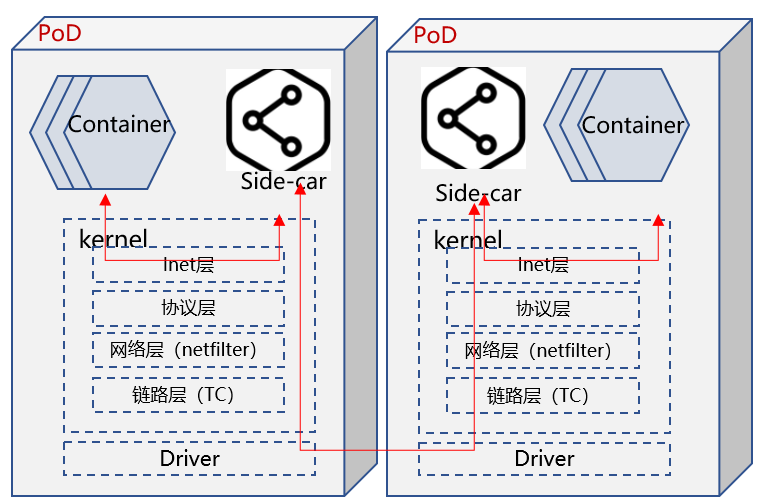 PoD
Container
Side-car
kernel
Inet层
协议层
网络层（netfilter）
链路层（TC）
Driver
PoD
Side-car
Container
kernel
Inet层
协议层
网络层（netfilter）
链路层（TC）
Driver